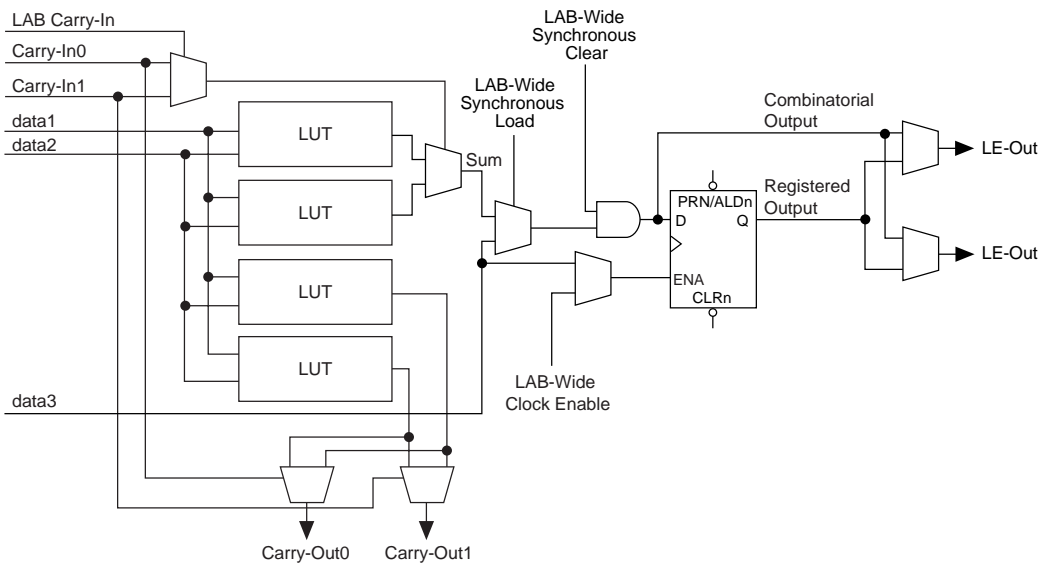 LAB Carry-In
Carry-In0
Carry-In1
data1
data2
LUT
LUT
LUT
LUT
data3
Sum
LAB-Wide
Synchronous
Load
LAB-Wide
Synchronous
Clear
LAB-Wide
Clock Enable
PRN/ALDn
D
Q
ENA
CLRn
Combinatorial
Output
Registered
Output
LE-Out
LE-Out
Carry-Out0
Carry-Out1